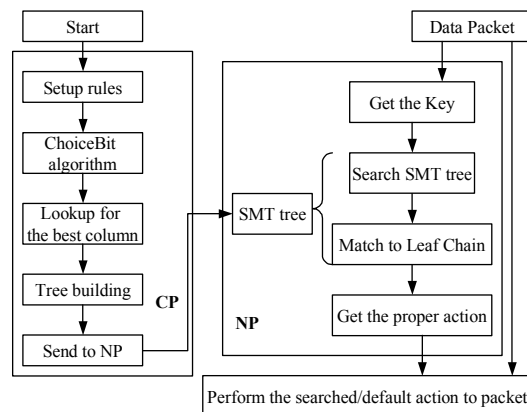 Start
Setup rules
ChoiceBit
algorithm
Lookup for
the best column
Tree building
Send to NP
CP
Data Packet
Get the Key
Search SMT tree
SMT tree
Match to Leaf Chain
Get the proper action
NP
Perform the searched/default action to packet